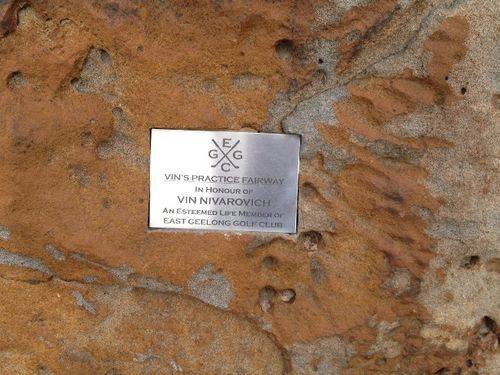 E
G G
C
VIN'S PRACTICE FAIRWAY
IN HONOUR OF
VIN NIVAROVICH
AN ESTEEMED LIFE MEMBER OF
EAST GEELONG GOLF CLUB